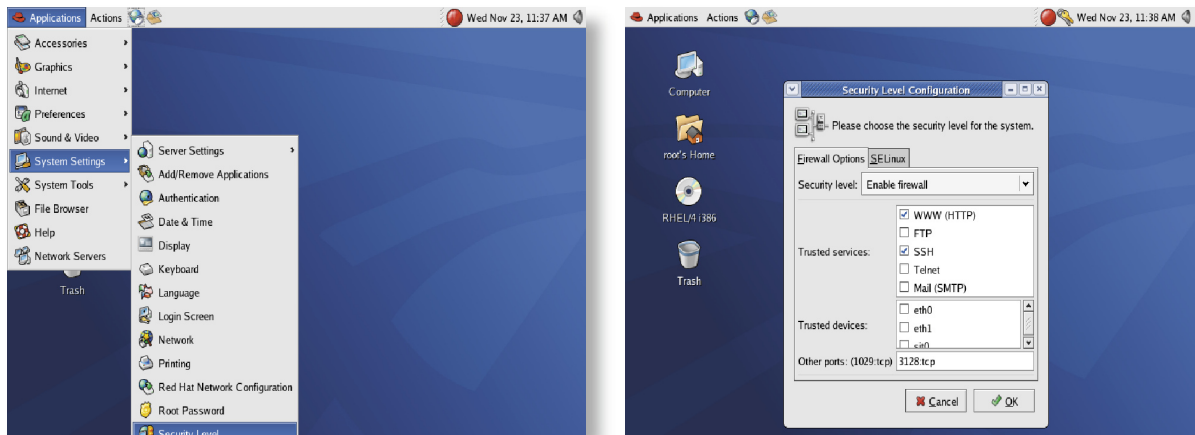 Applications Actions
Wed Nov 23, 11:37 AM
Accessories
Graphics
Internet
Preferences
Sound & Video
System Settings
System Tools
File Browser
Help
Network Servers
Trash
Server Settings
Add/Remove Applications
Authentication
Date & Time
Display
Keyboard
Language
Login Screen
Network
Printing
Red Hat Network Configuration
Root Password
Security Level
Applications Actions
Wed Nov 23, 11:38 AM
Computer
root's Home
RHEL/4 i386
Trash
Security Level Configuration
Please choose the security level for the system.
Firewall Options SELinux
Security level: Enable firewall
Trusted services:
WWW (HTTP)
FTP
SSH
Telnet
Mail (SMTP)
Trusted devices:
eth0
eth1
sit0
Other ports: (1029:tcp) 3128:tcp
Cancel OK